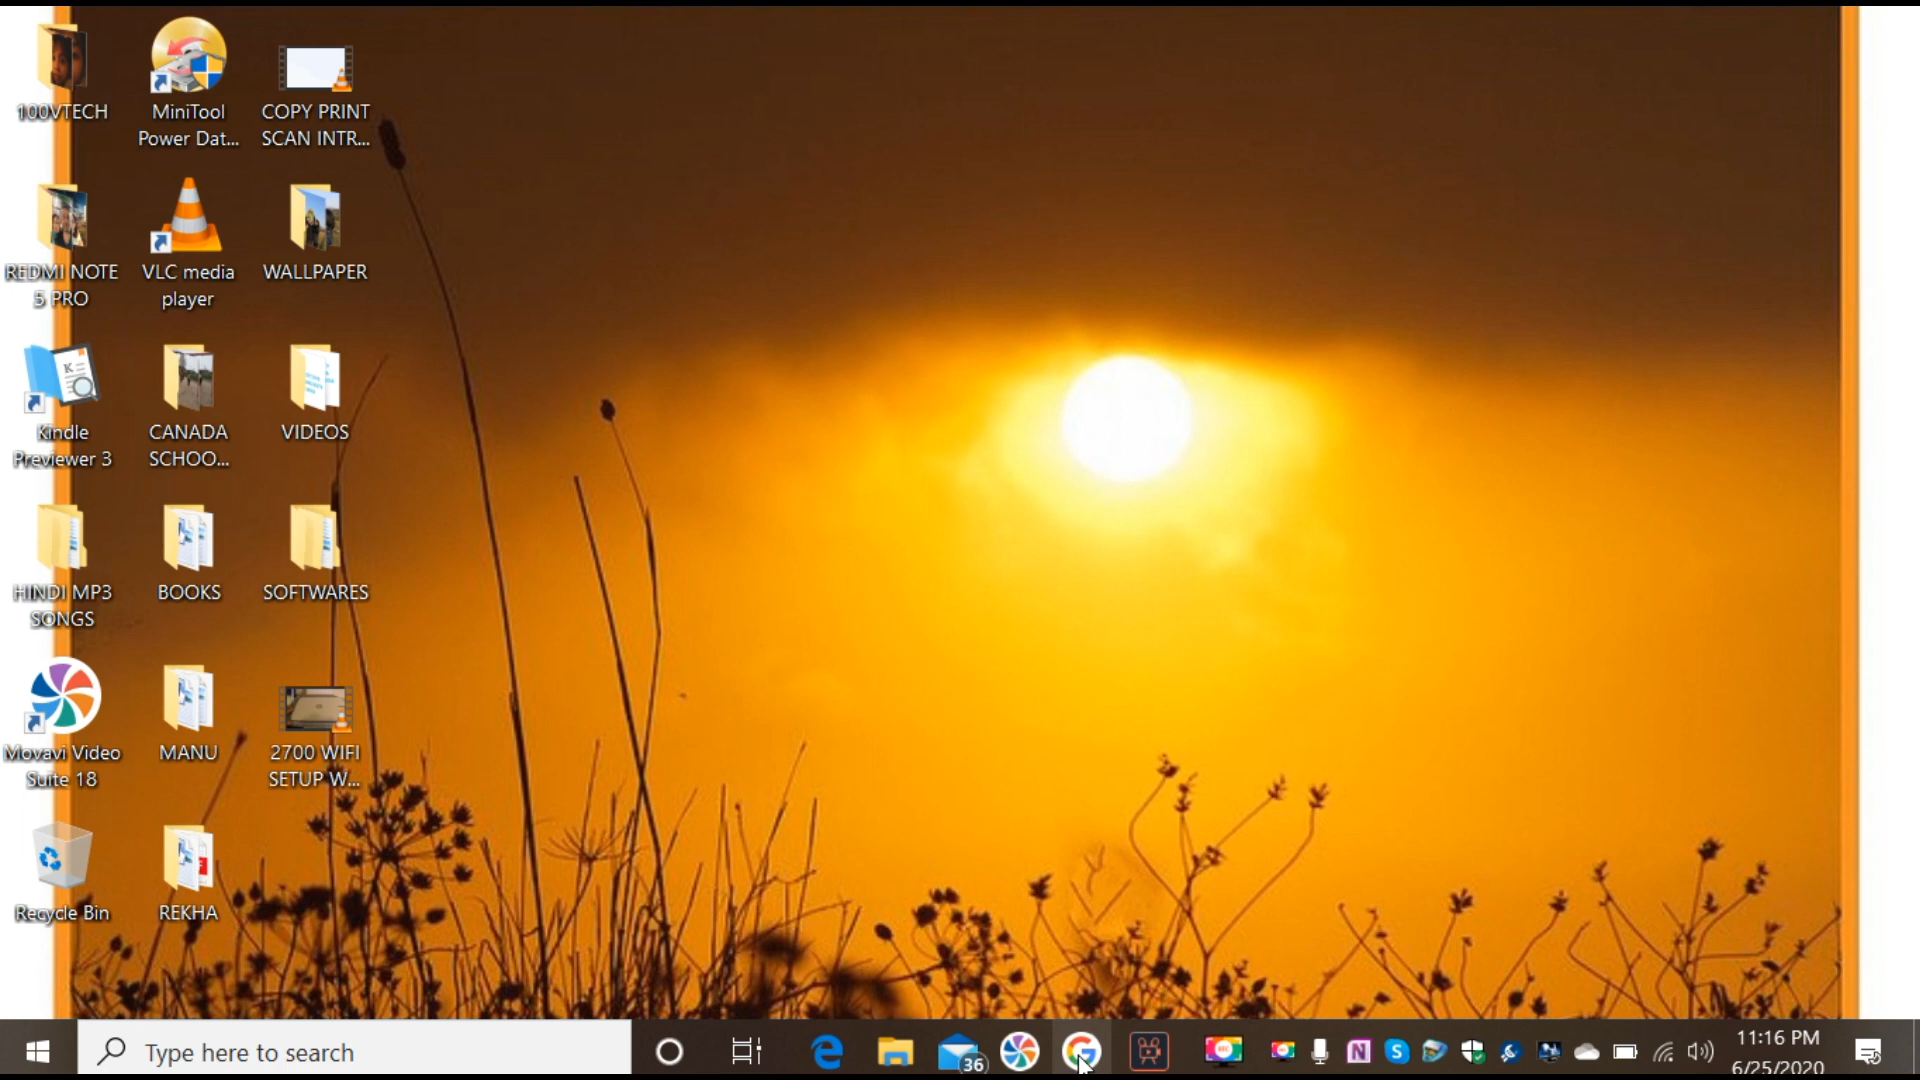 100VTECH
MiniTool
Power Dat...
COPY PRINT
SCAN INTR...
REDMI NOTE
5 PRO
VLC media
player
WALLPAPER
Kindle
Previewer 3
CANADA
SCHOO...
VIDEOS
HINDI MP3
SONGS
BOOKS
SOFTWARES
Movavi Video
Suite 18
MANU
2700 WIFI
SETUP W...
Recycle Bin
REKHA
Type here to search
36
11:16 PM
6/25/2020